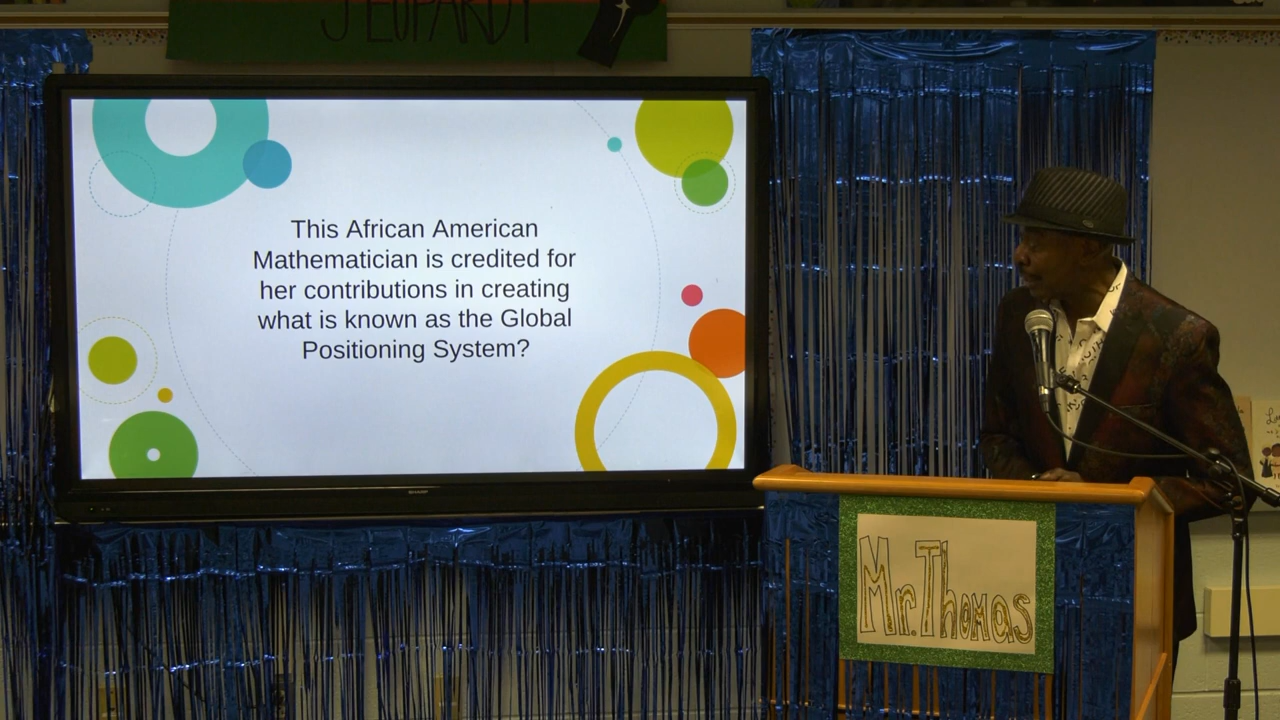 JEOPARDY
This African American
Mathematician is credited for
her contributions in creating
what is known as the Global
Positioning System?
SHARP
Mr. Thomas